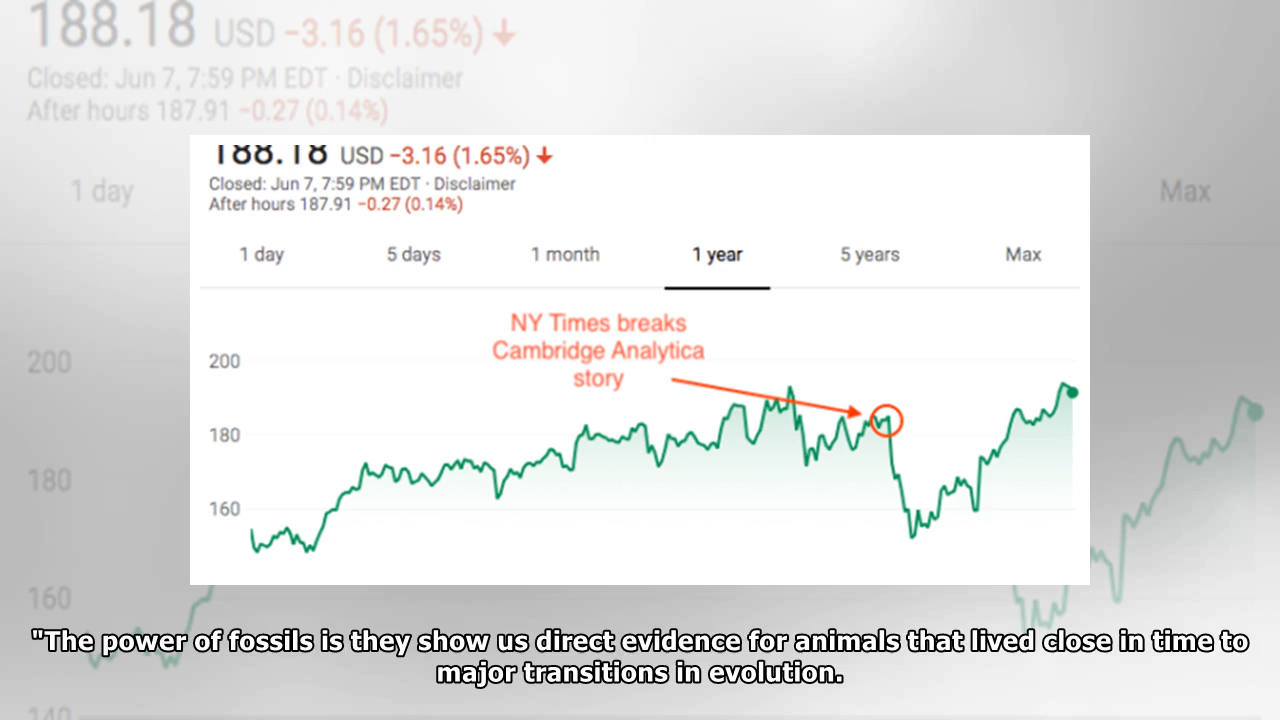 188.18 USD −3.16 (1.65%)
Closed: Jun 7, 7:59 PM EDT · Disclaimer
After hours 187.91 −0.27 (0.14%)
1 day Max
200
180
160
140
188.18 USD −3.16 (1.65%)
Closed: Jun 7, 7:59 PM EDT · Disclaimer
After hours 187.91 −0.27 (0.14%)
1 day 5 days 1 month 1 year 5 years Max
NY Times breaks
Cambridge Analytica
story
200
180
160
"The power of fossils is they show us direct evidence for animals that lived close in time to
major transitions in evolution.